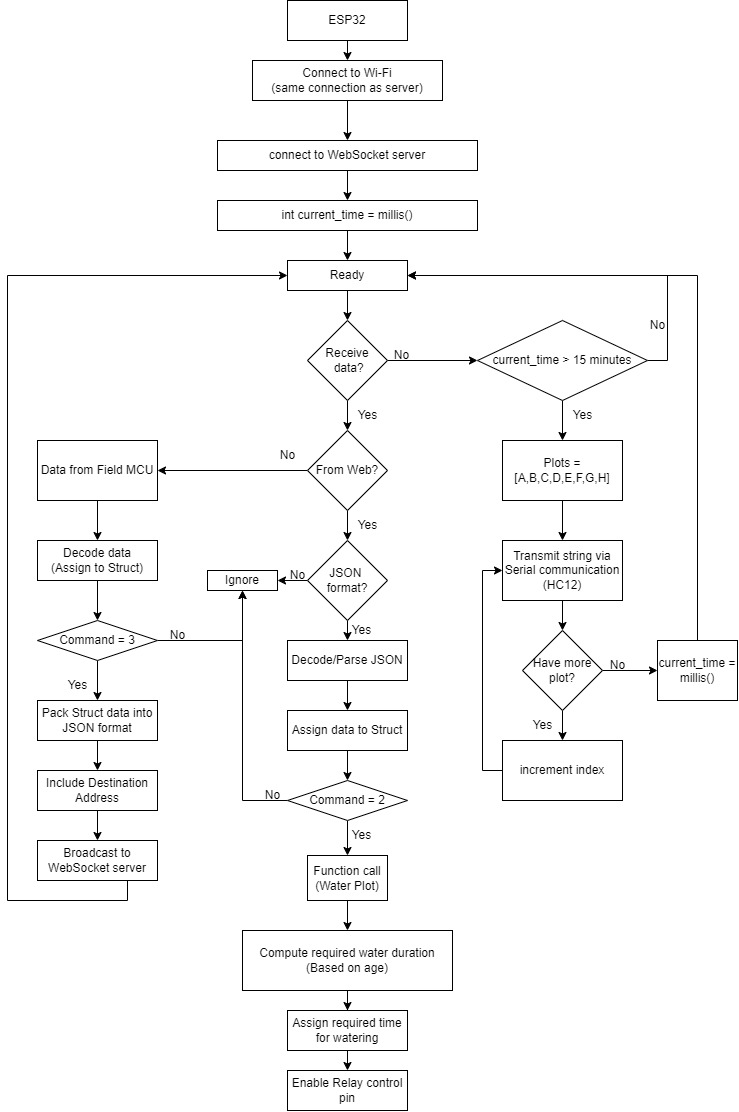 ESP32
Connect to Wi-Fi
(same connection as server)
connect to WebSocket server
int current_time = millis()
Ready
Receive
data?
No
current_time > 15 minutes
No
Yes
Yes
Plots =
[A,B,C,D,E,F,G,H]
From Web?
No
Data from Field MCU
Yes
Decode data
(Assign to Struct)
JSON
format?
No
Ignore
Transmit string via
Serial communication
(HC12)
Yes
Command = 3
No
Yes
Decode/Parse JSON
Have more
plot?
No
current_time =
millis()
Yes
increment index
Pack Struct data into
JSON format
Assign data to Struct
Include Destination
Address
Command = 2
No
Yes
Broadcast to
WebSocket server
Function call
(Water Plot)
Compute required water duration
(Based on age)
Assign required time
for watering
Enable Relay control
pin